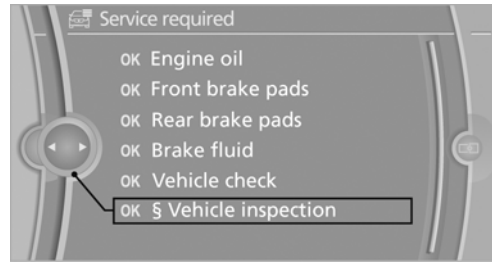 Service required
OK Engine oil
OK Front brake pads
OK Rear brake pads
OK Brake fluid
OK Vehicle check
OK § Vehicle inspection